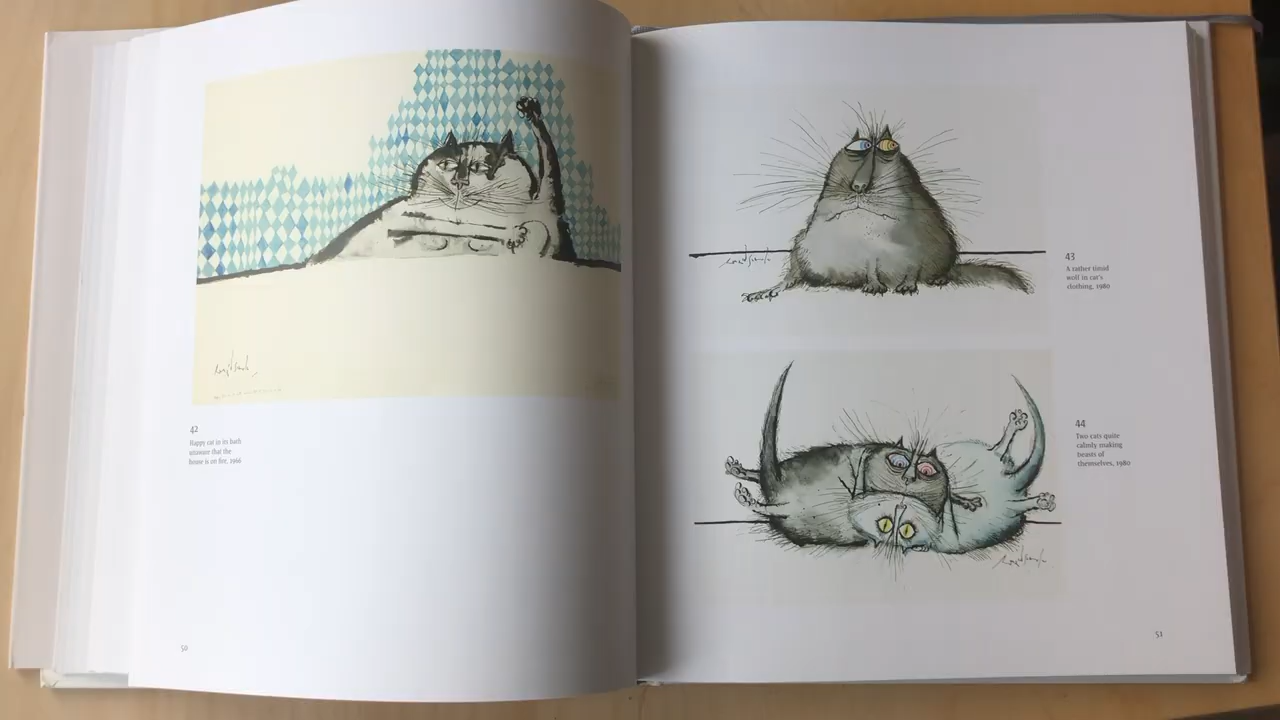 42
Happy cat in its bath
unaware that the
house is on fire, 1966
50
43
A rather timid
wolf in cat's
clothing, 1980
44
Two cats quite
calmly making
beasts of
themselves, 1980
51